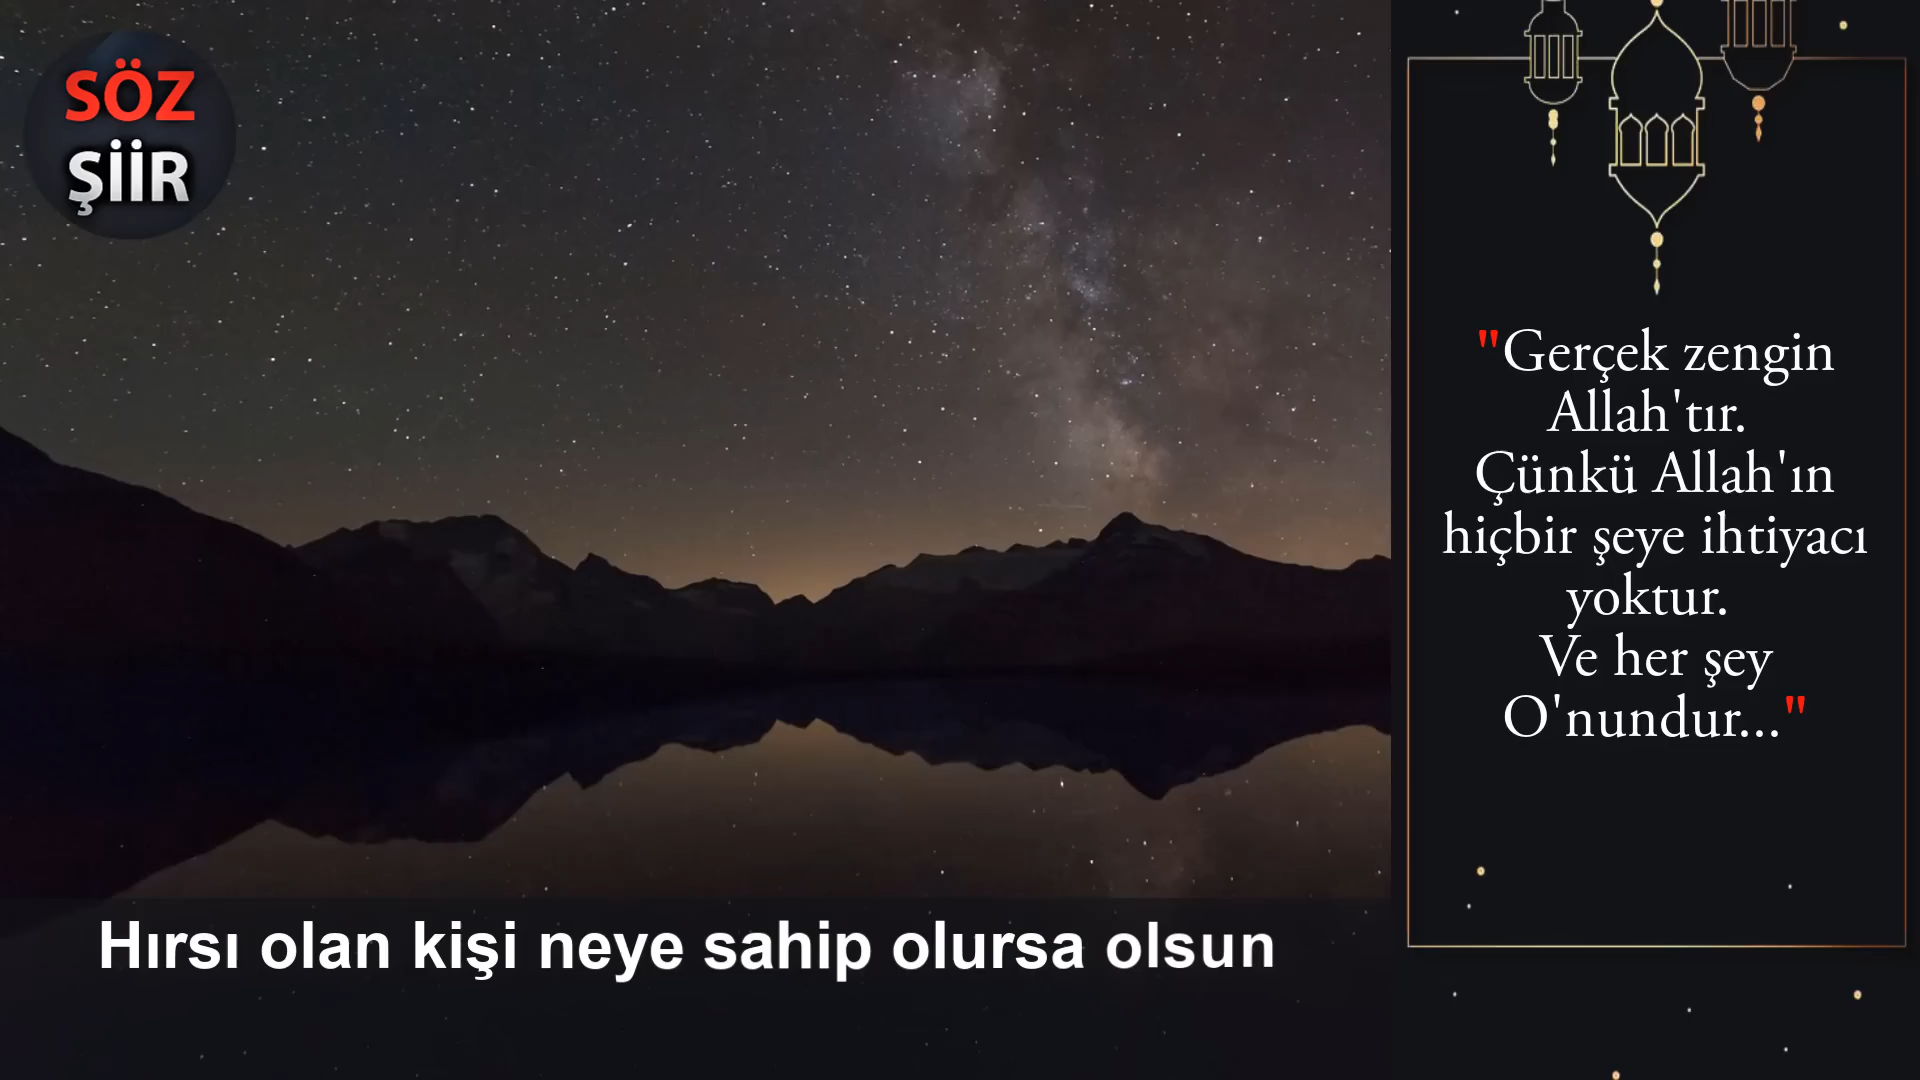 SÖZ
ŞİİR
"Gerçek zengin
Allah'tır.
Çünkü Allah'ın
hiçbir şeye ihtiyacı
yoktur.
Ve her şey
O'nundur..."
Hırsı olan kişi neye sahip olursa olsun